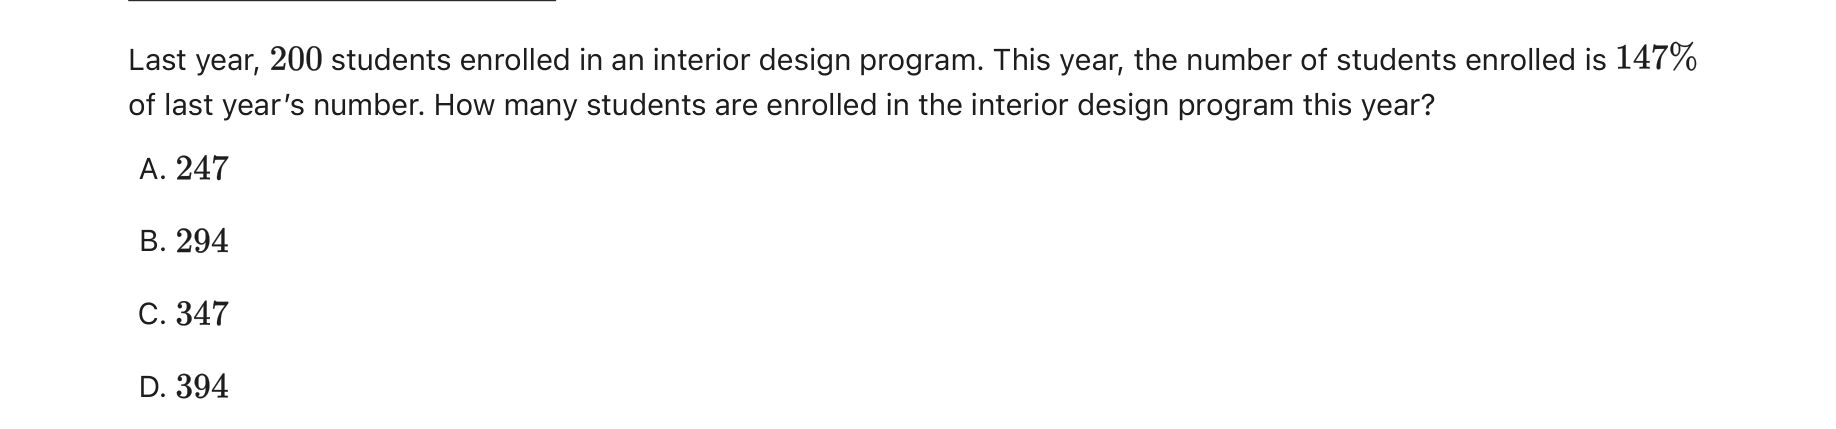 Last year, 200 students enrolled in an interior design program. This year, the number of students enrolled is 147%
of last year’s number. How many students are enrolled in the interior design program this year?
A. 247
B. 294
C. 347
D. 394